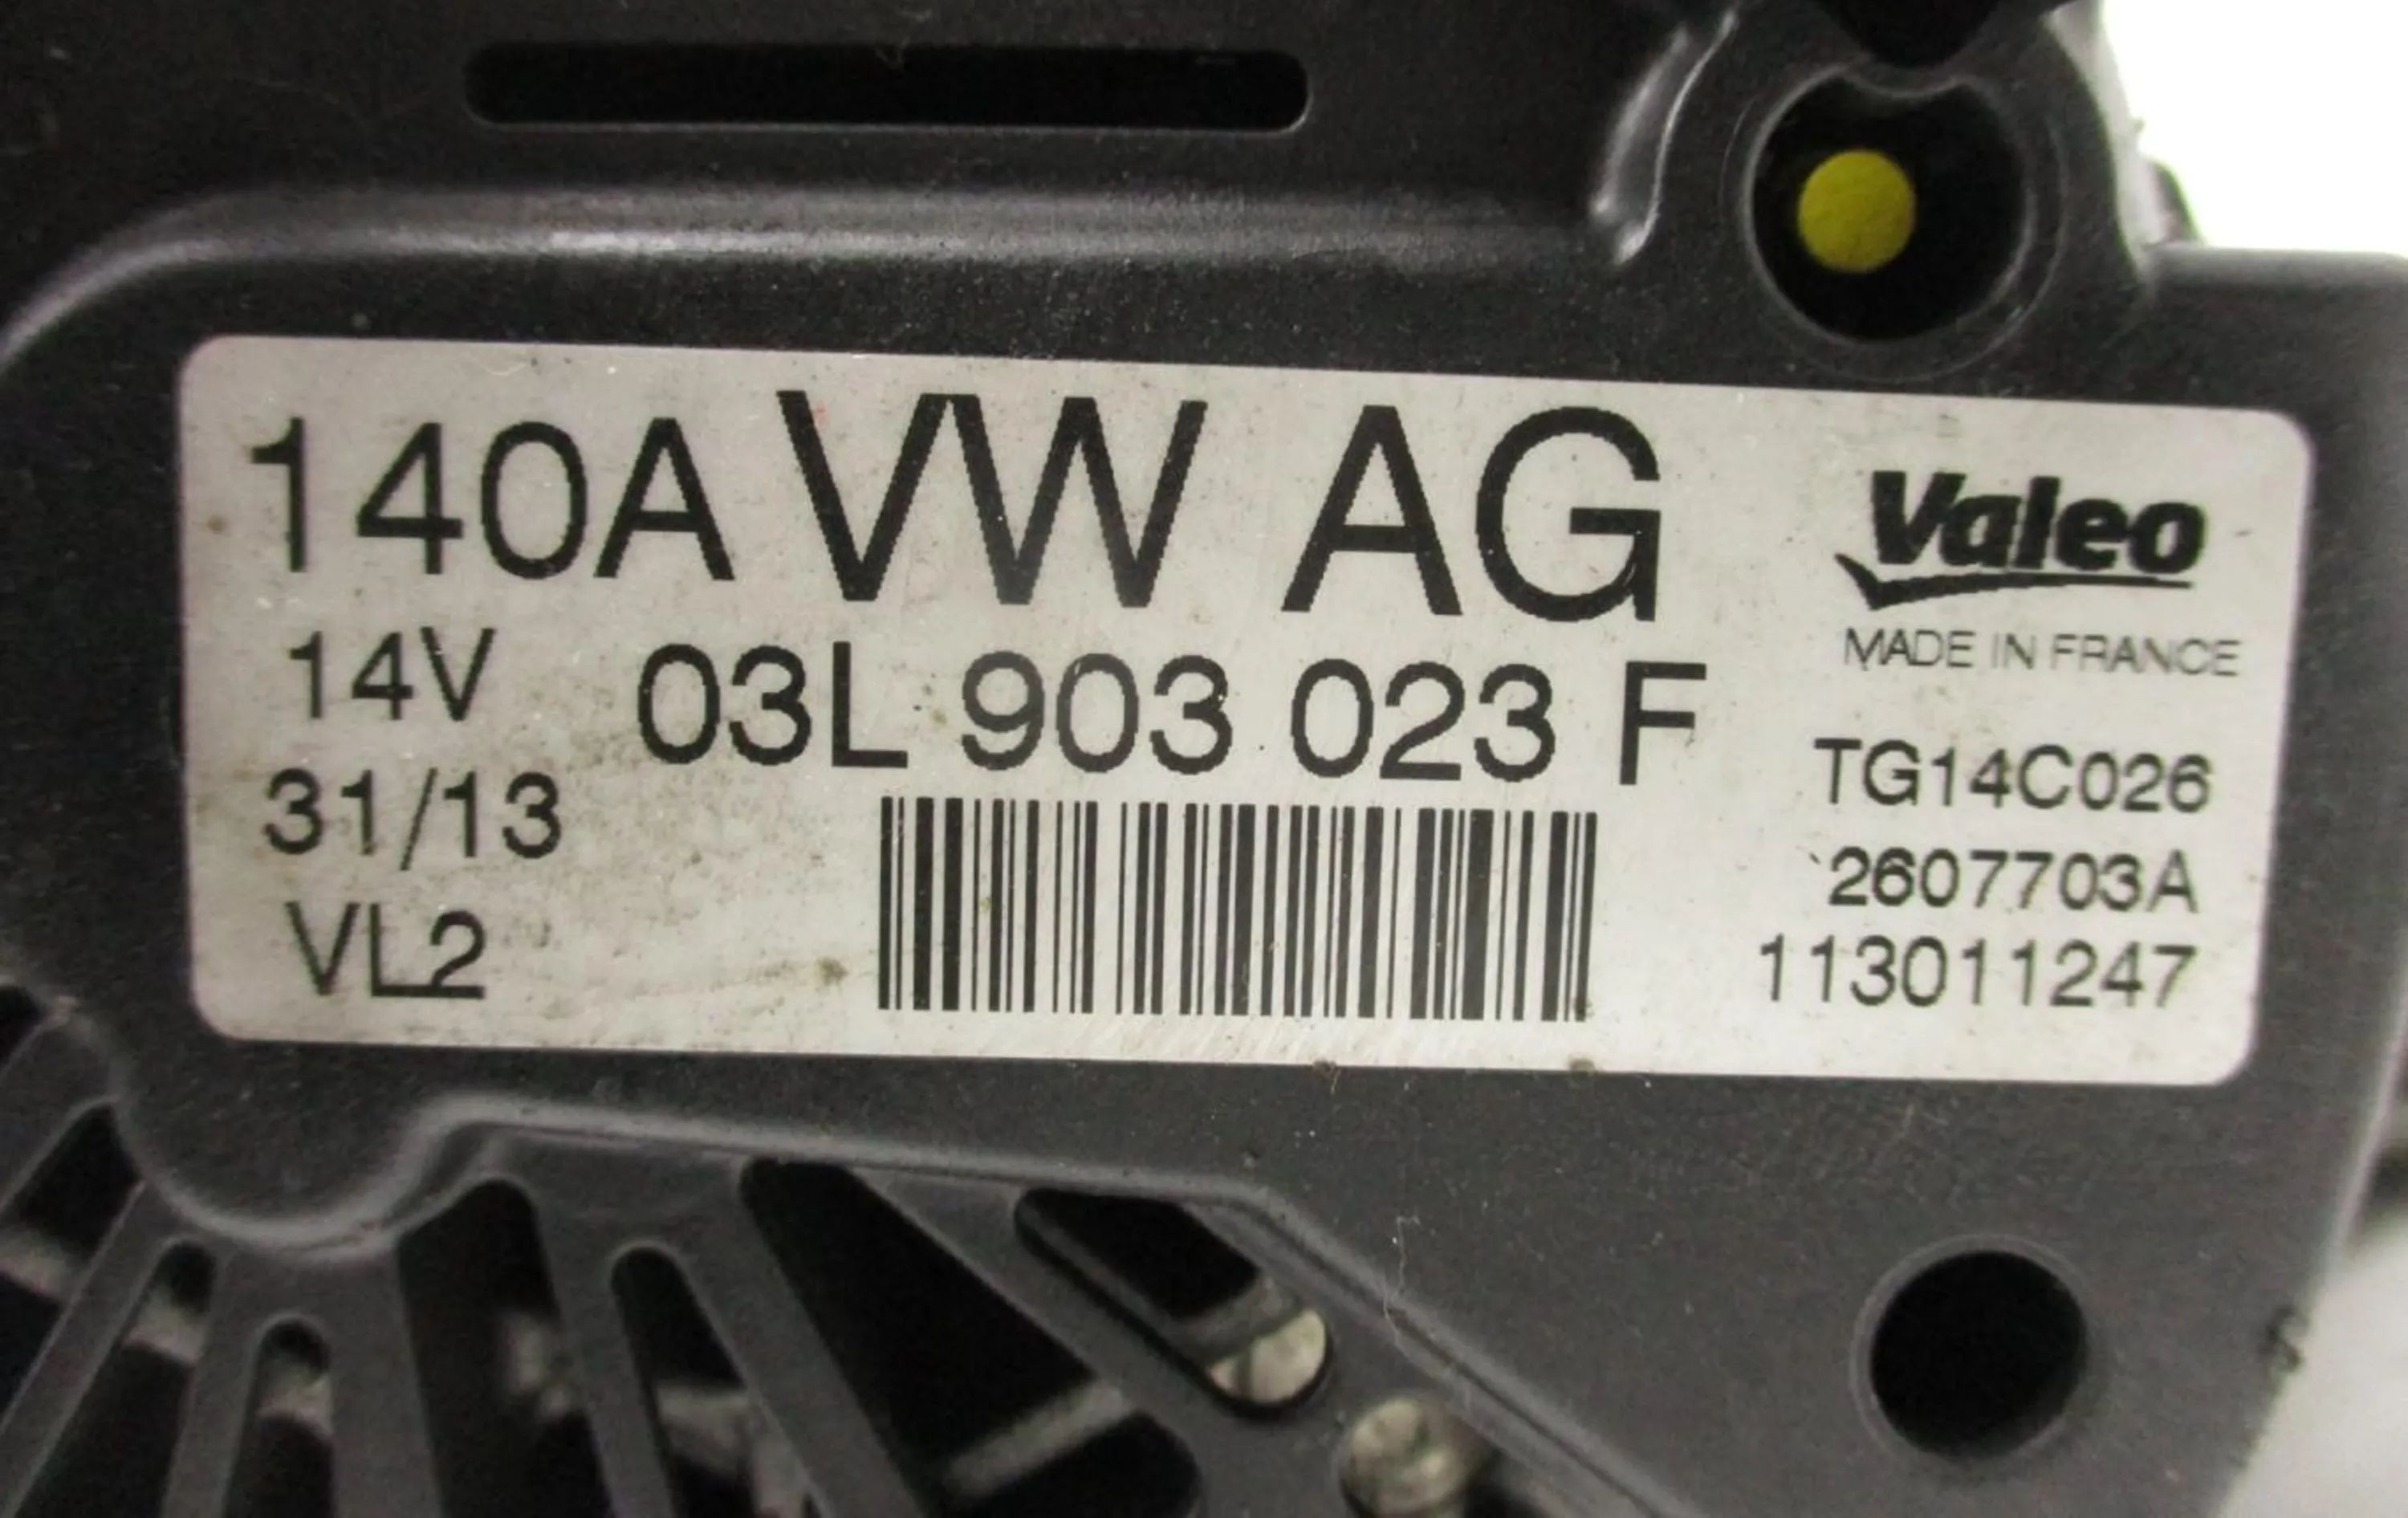 140A VW AG
14V
03L 903 023 F
31/13
VL2
Valeo
MADE IN FRANCE
TG14C026
2607703A
113011247